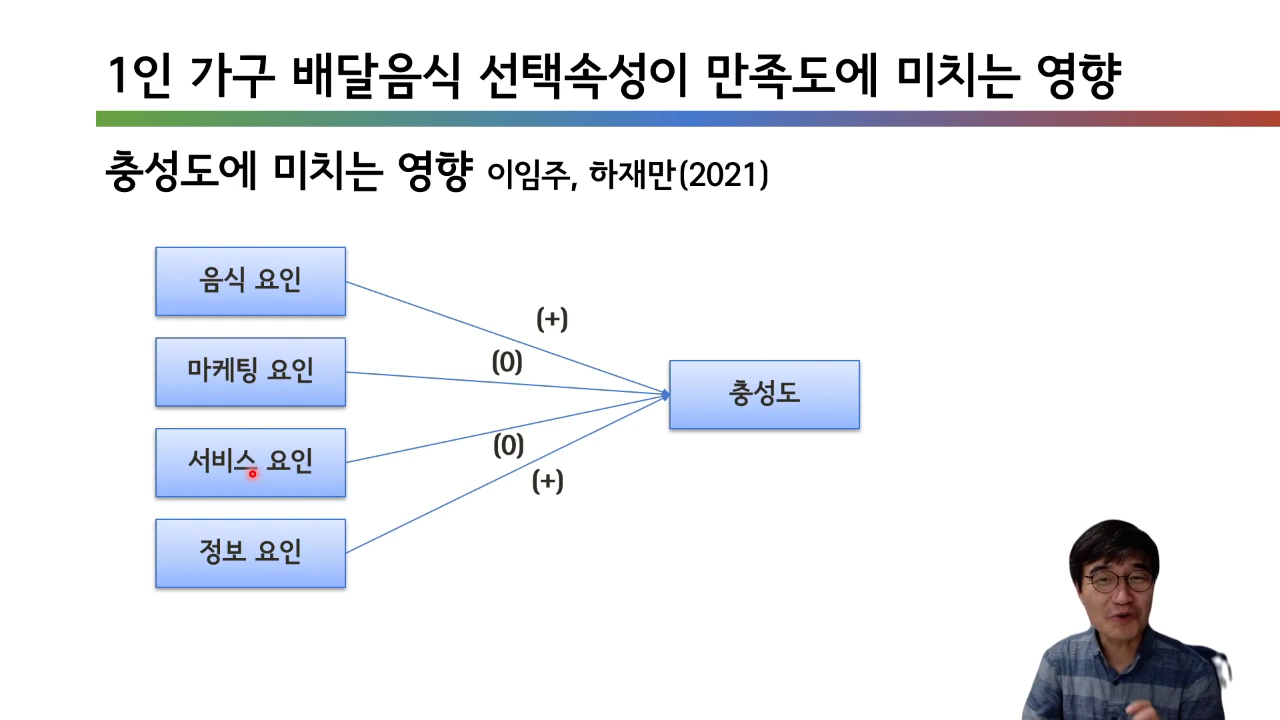 1인 가구 배달음식 선택속성이 만족도에 미치는 영향
충성도에 미치는 영향 이임주, 하재만(2021)
음식 요인
(+)
마케팅 요인
(0)
충성도
서비스 요인
(0)
(+)
정보 요인